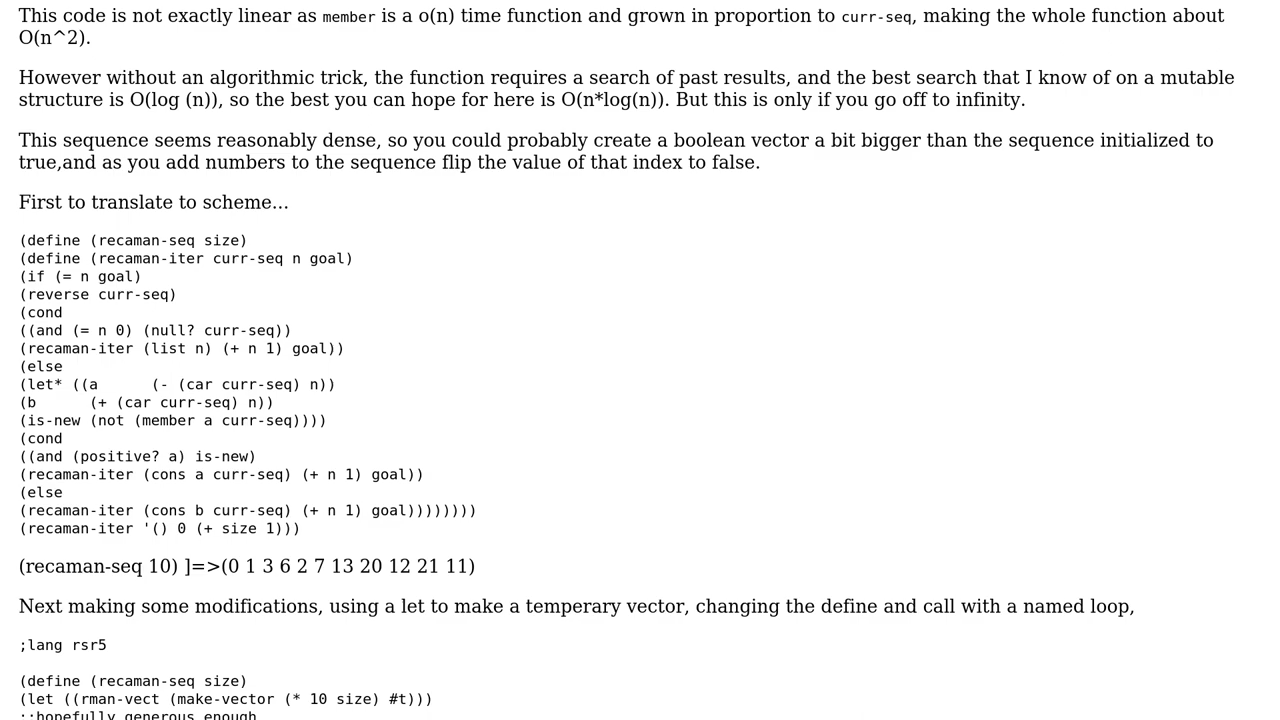 This code is not exactly linear as member is a o(n) time function and grown in proportion to curr-seq, making the whole function about
O(n^2).
However without an algorithmic trick, the function requires a search of past results, and the best search that I know of on a mutable
structure is O(log (n)), so the best you can hope for here is O(n*log(n)). But this is only if you go off to infinity.
This sequence seems reasonably dense, so you could probably create a boolean vector a bit bigger than the sequence initialized to
true,and as you add numbers to the sequence flip the value of that index to false.
First to translate to scheme...
(define (recaman-seq size)
(define (recaman-iter curr-seq n goal)
(if (= n goal)
(reverse curr-seq)
(cond
((and (= n 0) (null? curr-seq))
(recaman-iter (list n) (+ n 1) goal))
(else
(let* ((a      (- (car curr-seq) n))
(b      (+ (car curr-seq) n))
(is-new (not (member a curr-seq))))
(cond
((and (positive? a) is-new)
(recaman-iter (cons a curr-seq) (+ n 1) goal))
(else
(recaman-iter (cons b curr-seq) (+ n 1) goal))))))))
(recaman-iter '() 0 (+ size 1)))
(recaman-seq 10) ]=>(0 1 3 6 2 7 13 20 12 21 11)
Next making some modifications, using a let to make a temperary vector, changing the define and call with a named loop,
;lang rsr5
(define (recaman-seq size)
(let ((rman-vect (make-vector (* 10 size) #t)))
;;hopefully generous enough